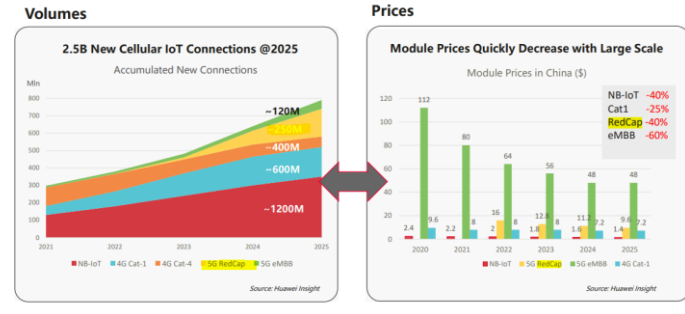 Volumes
2.5B New Cellular IoT Connections @2025
Accumulated New Connections
Mln
800
700
600
500
400
300
200
100
0
~120M
~250M
~400M
~600M
~1200M
2021 2022 2023 2024 2025
NB-IoT 4G Cat-1 4G Cat-4 5G RedCap 5G eMBB
Source: Huawei Insight
Prices
Module Prices Quickly Decrease with Large Scale
Module Prices in China ($)
NB-IoT -40%
Cat1 -25%
RedCap -40%
eMBB -60%
120
100
80
60
40
20
0
2.4 112 9.6
2.2 80 8
2 16 64 8
1.8 12.8 56 8
1.6 11.2 48 7.2
1.4 9.6 48 7.2
2020 2021 2022 2023 2024 2025
NB-IoT 5G RedCap 5G eMBB 4G Cat-1
Source: Huawei Insight